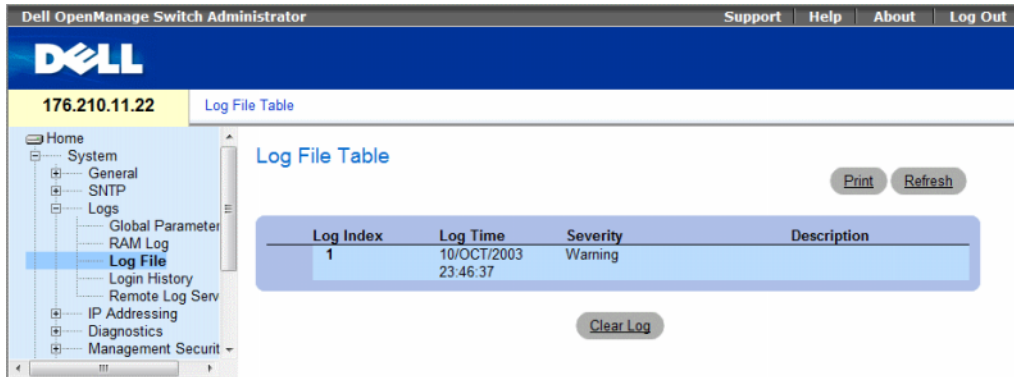 Dell OpenManage Switch Administrator
Support Help About Log Out
DELL
176.210.11.22
Log File Table
Home
System
General
SNTP
Logs
Global Parameter
RAM Log
Log File
Login History
Remote Log Serv
IP Addressing
Diagnostics
Management Securit
Log File Table
Print Refresh
Log Index Log Time Severity Description
1 10/OCT/2003 Warning
23:46:37
Clear Log